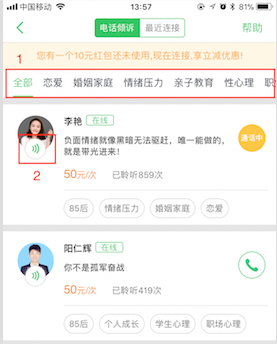 中国移动 13:57 81%
电话倾诉 最近连接 帮助
您有一个10元红包还未使用,现在连接,享立减优惠!
1
全部 恋爱 婚姻家庭 情绪压力 亲子教育 性心理 职
李艳 在线
负面情绪就像黑暗无法驱赶，唯一能做的，
就是带光进来！
通话中
2
50元/次 已聆听859次
85后 情绪压力 婚姻家庭 恋爱
阳仁辉 在线
你不是孤军奋战
50元/次 已聆听419次
85后 个人成长 学生心理 职场心理